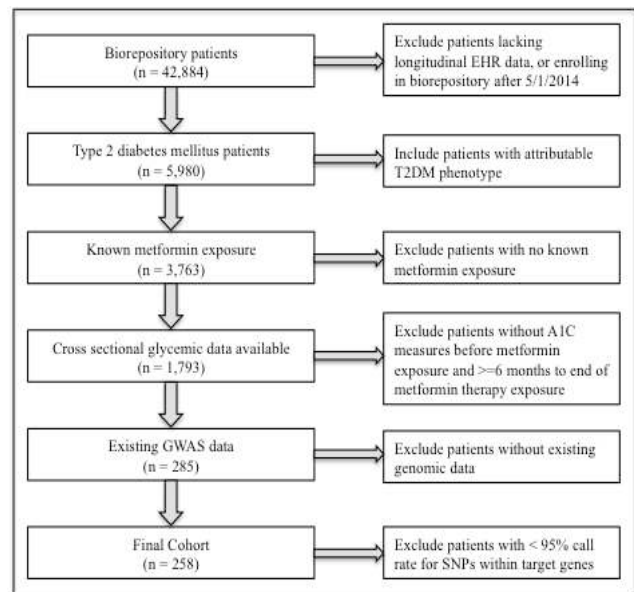 Biorepository patients
(n = 42,884)
Exclude patients lacking
longitudinal EHR data, or enrolling
in biorepository after 5/1/2014
Type 2 diabetes mellitus patients
(n = 5,980)
Include patients with attributable
T2DM phenotype
Known metformin exposure
(n = 3,763)
Exclude patients with no known
metformin exposure
Cross sectional glycemic data available
(n = 1,793)
Exclude patients without A1C
measures before metformin
exposure and >=6 months to end of
metformin therapy exposure
Existing GWAS data
(n = 285)
Exclude patients without existing
genomic data
Final Cohort
(n = 258)
Exclude patients with < 95% call
rate for SNPs within target genes